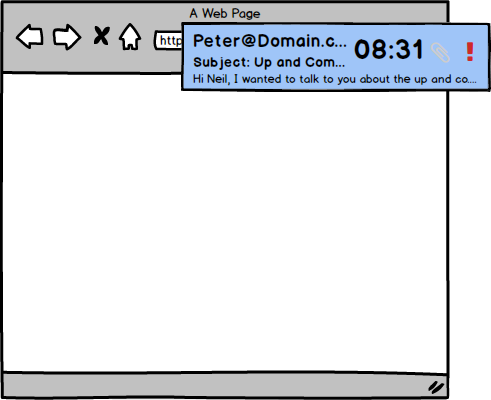 A Web Page
http
Peter@Domain.c...
08:31
Subject: Up and Com...
Hi Neil, I wanted to talk to you about the up and co....